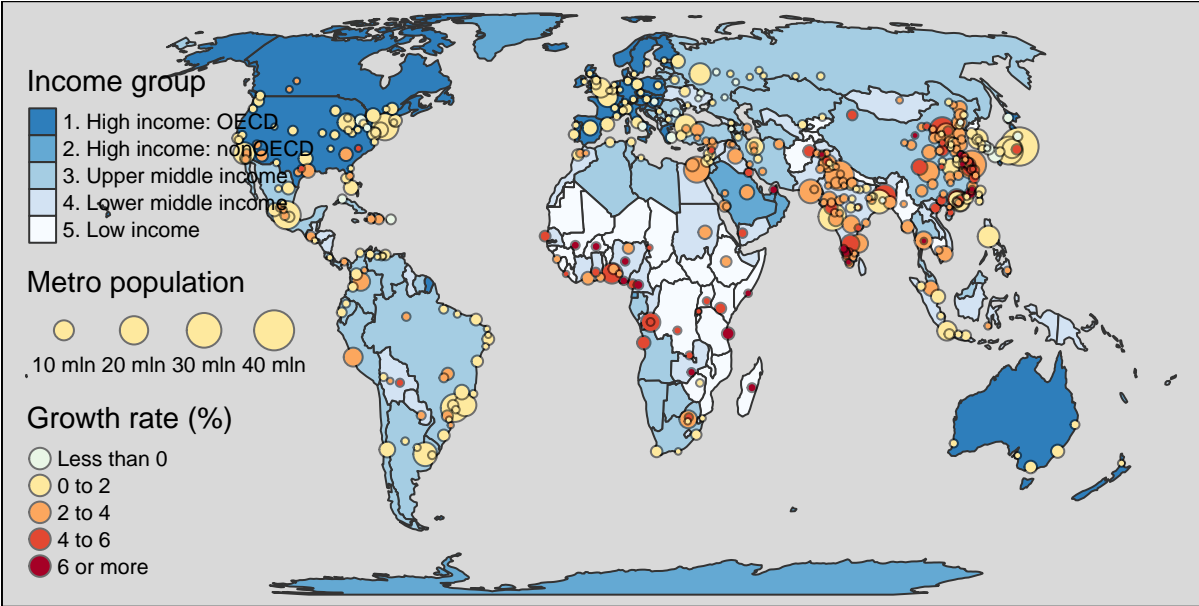 Income group
1. High income: OECD
2. High income: nonOECD
3. Upper middle income
4. Lower middle income
5. Low income
Metro population
10 mln 20 mln 30 mln 40 mln
Growth rate (%)
Less than 0
0 to 2
2 to 4
4 to 6
6 or more